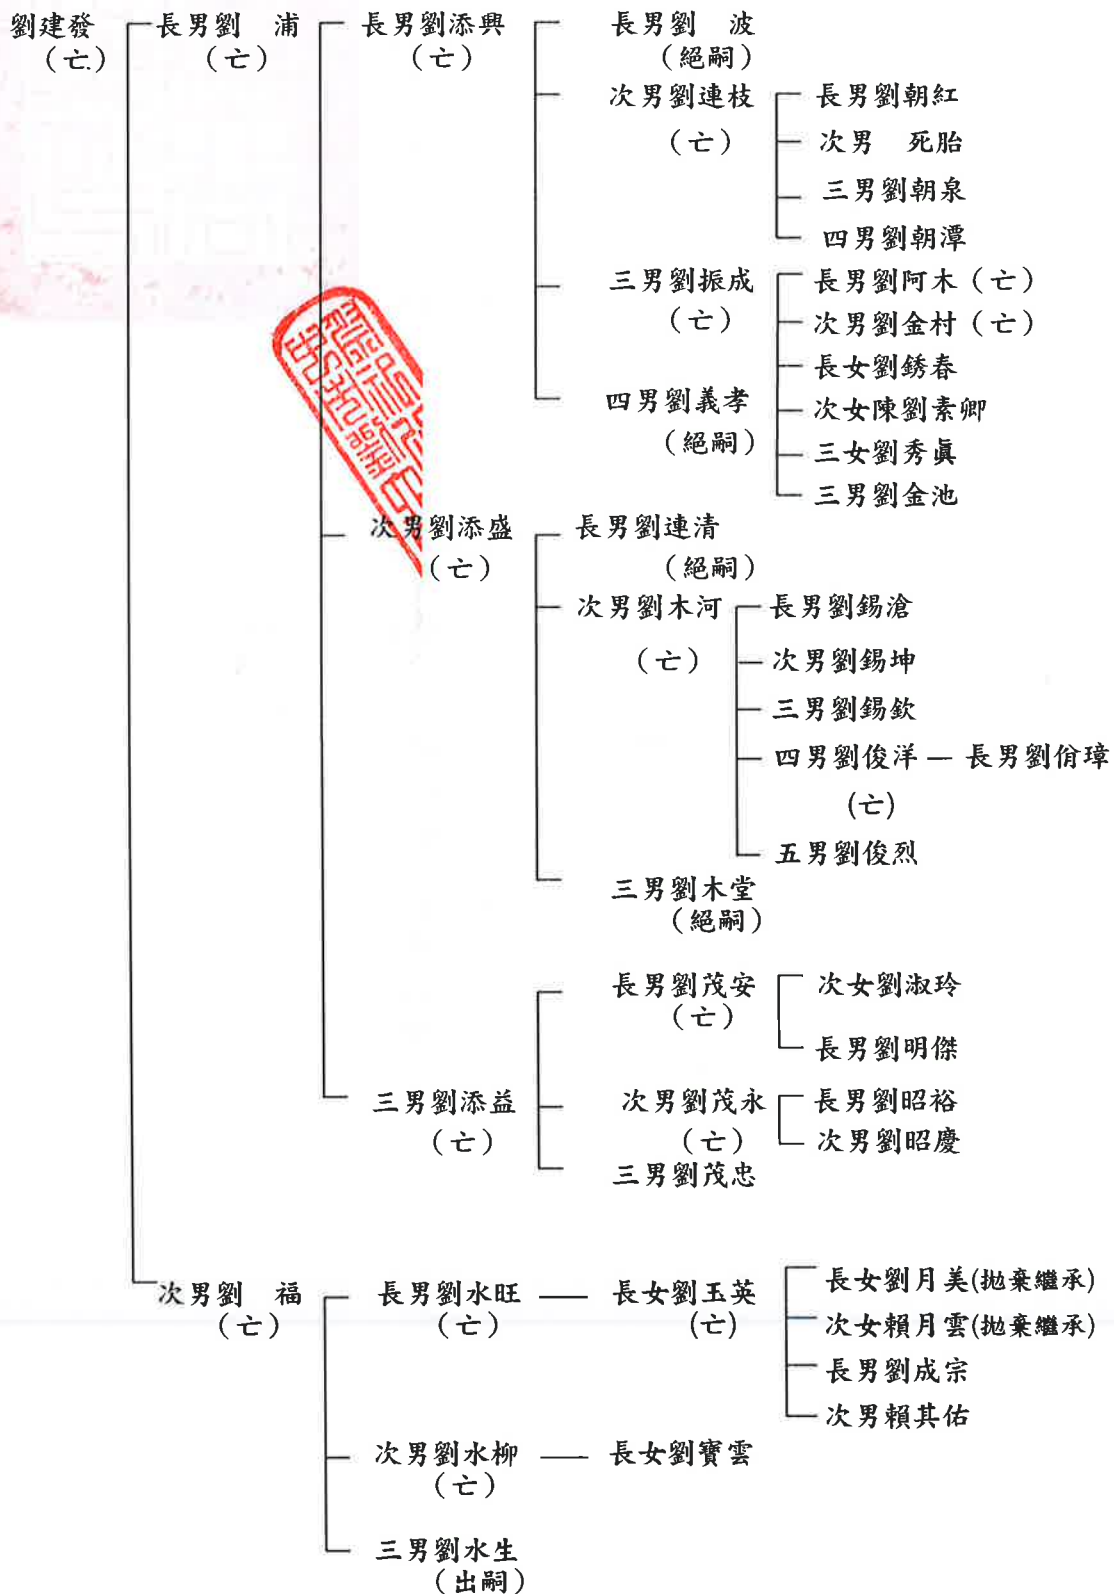 劉建發 長男劉　浦 長男劉添興 長男劉　波
（亡） （亡） （亡） （絕嗣）
次男劉連枝 長男劉朝紅
（亡） 次男　死胎
三男劉朝泉
四男劉朝潭
三男劉振成 長男劉阿木（亡）
（亡） 次男劉金村（亡）
長女劉銹春
四男劉義孝 次女陳劉素卿
（絕嗣） 三女劉秀眞
三男劉金池
次男劉添盛 長男劉連清
（亡） （絕嗣）
次男劉木河 長男劉錫滄
（亡） 次男劉錫坤
三男劉錫欽
四男劉俊洋 — 長男劉佾璋
(亡)
五男劉俊烈
三男劉木堂
（絕嗣）
長男劉茂安 次女劉淑玲
（亡）
長男劉明傑
三男劉添益 次男劉茂永 長男劉昭裕
（亡） （亡） 次男劉昭慶
三男劉茂忠
次男劉　福 長男劉水旺 — 長女劉玉英 長女劉月美(拋棄繼承)
（亡） （亡） (亡) 次女賴月雲(拋棄繼承)
長男劉成宗
次男賴其佑
次男劉水柳 — 長女劉寶雲
（亡）
三男劉水生
（出嗣）